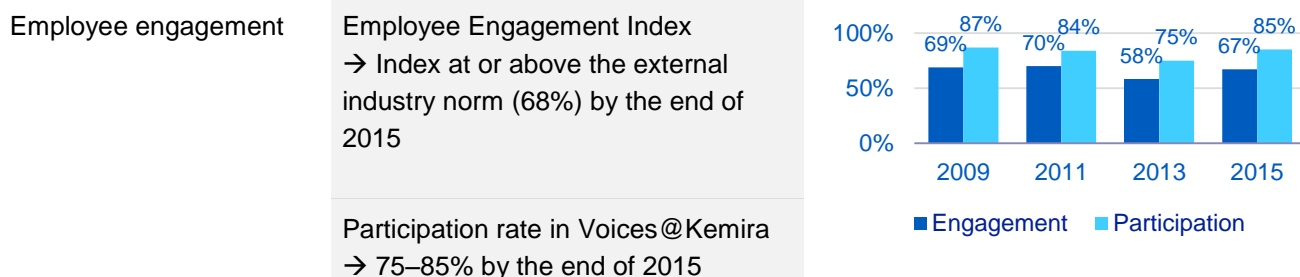 Employee engagement
Employee Engagement Index
→ Index at or above the external
industry norm (68%) by the end of
2015
Participation rate in Voices@Kemira
→ 75–85% by the end of 2015
100%
50%
0%
69%
87%
70%
84%
58%
75%
67%
85%
2009
2011
2013
2015
Engagement
Participation